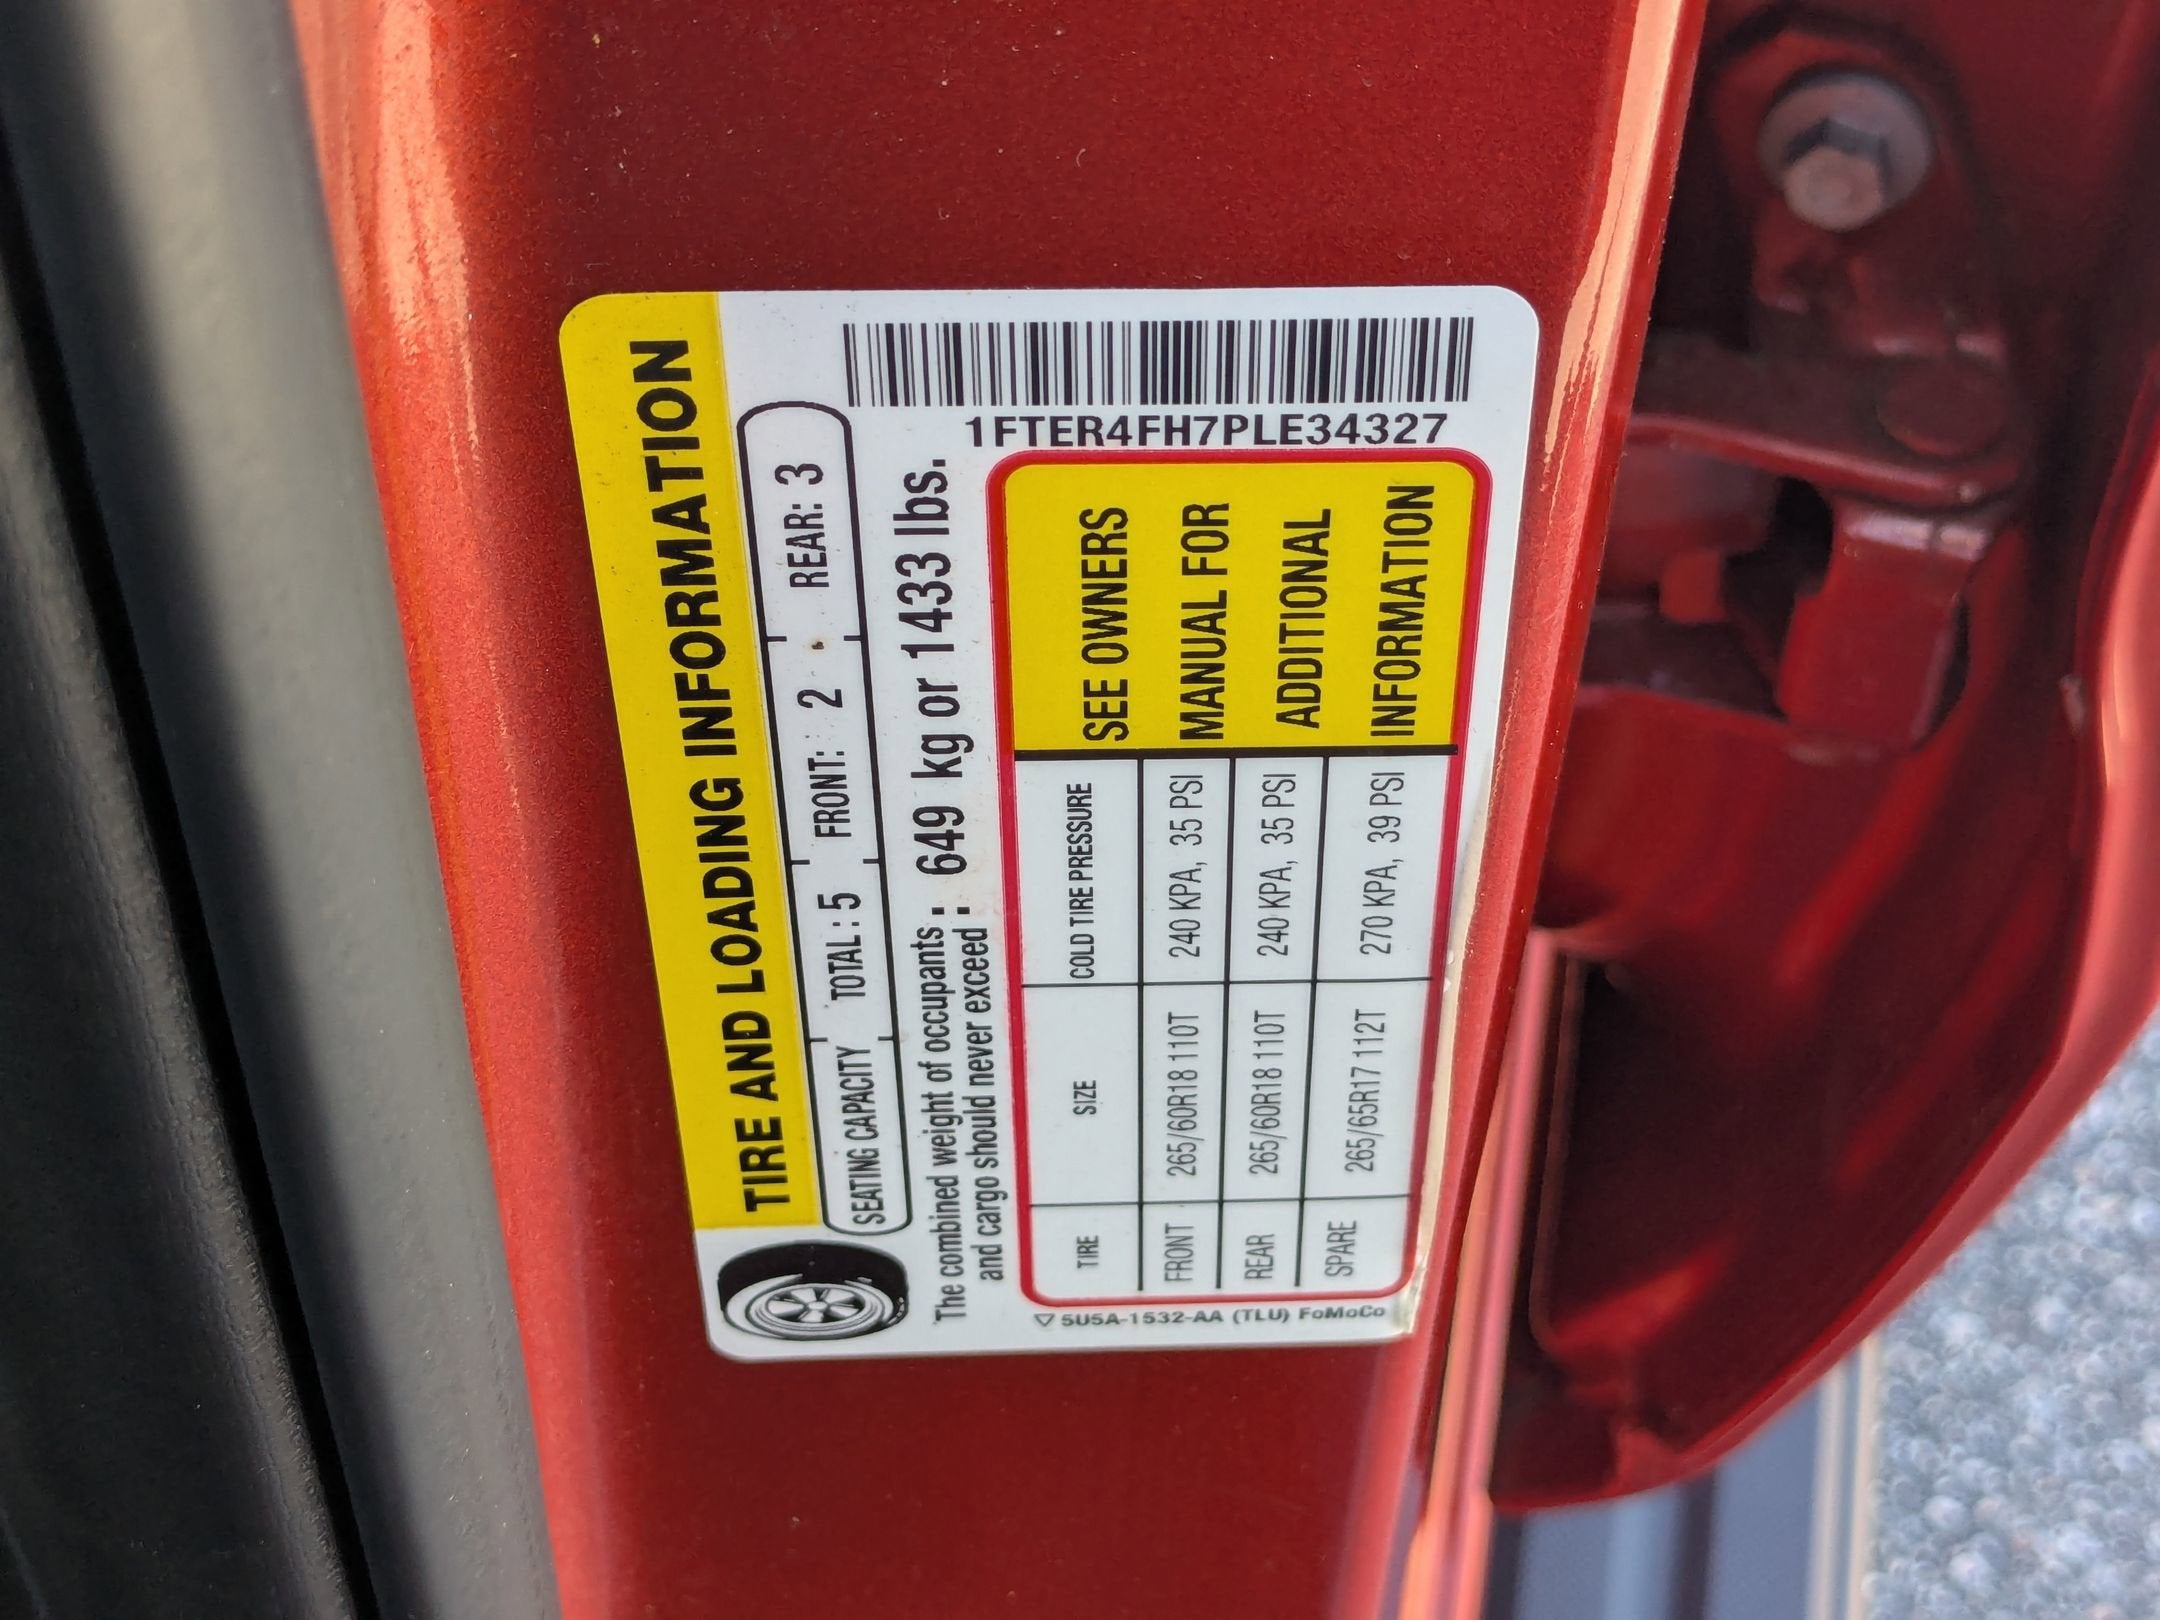 TIRE AND LOADING INFORMATION
SEATING CAPACITY TOTAL : 5 FRONT: 2 REAR: 3
The combined weight of occupants : 649 kg or 1433 lbs.
and cargo should never exceed :
1FTER4FH7PLE34327
TIRE SIZE COLD TIRE PRESSURE
FRONT 265/60R18 110T 240 KPA, 35 PSI
REAR 265/60R18 110T 240 KPA, 35 PSI
SPARE 265/65R17 112T 270 KPA, 39 PSI
SEE OWNERS
MANUAL FOR
ADDITIONAL
INFORMATION
5U5A-1532-AA (TLU) FoMoCo